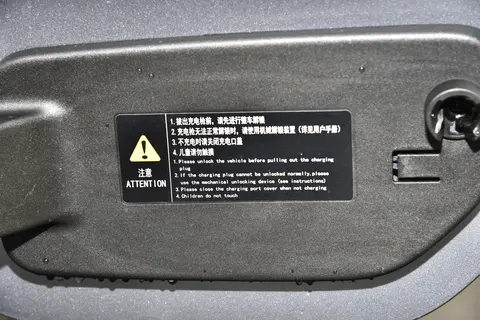 1.拔出充电枪前,请先进行整车解锁
2.充电枪无法正常解锁时,请使用机械解锁装置(详见用户手册)
3.不充电时请关闭充电口盖
4.儿童请勿触摸
1.Please unlock the vehicle before pulling out the charging
plug
2.If the charging plug cannot be unlocked normally,please
use the mechanical unlocking device (see instructions)
3.Please close the charging port cover when not charging
4.Children do not touch
注意
ATTENTION